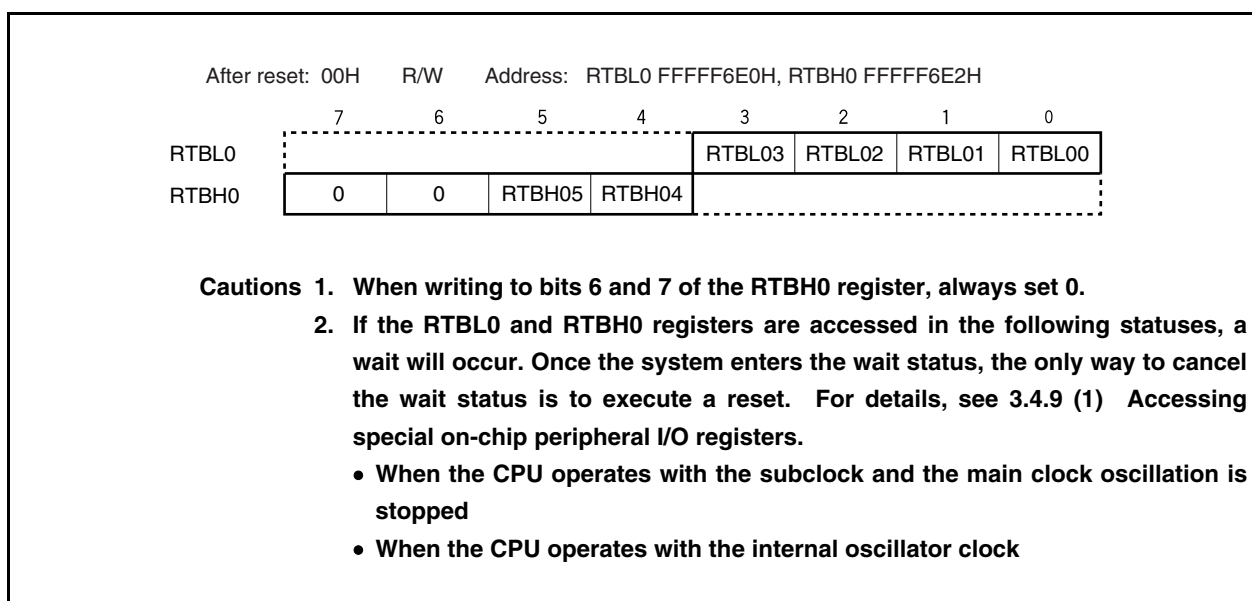 After reset: 00H R/W Address: RTBL0 FFFFF6E0H, RTBH0 FFFFF6E2H
7 6 5 4 3 2 1 0
RTBL0 RTBL03 RTBL02 RTBL01 RTBL00
RTBH0 0 0 RTBH05 RTBH04
Cautions 1. When writing to bits 6 and 7 of the RTBH0 register, always set 0.
2. If the RTBL0 and RTBH0 registers are accessed in the following statuses, a
wait will occur. Once the system enters the wait status, the only way to cancel
the wait status is to execute a reset. For details, see 3.4.9 (1) Accessing
special on-chip peripheral I/O registers.
• When the CPU operates with the subclock and the main clock oscillation is
stopped
• When the CPU operates with the internal oscillator clock